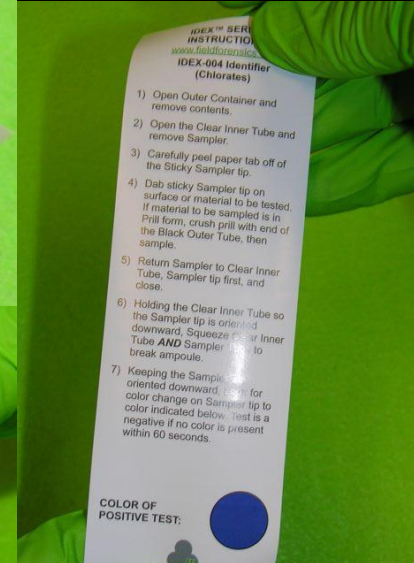 IDEX™ SERI
INSTRUCTIO
www.fieldforensics.
IDEX-004 Identifier
(Chlorates)
1) Open Outer Container and
remove contents.
2) Open the Clear Inner Tube and
remove Sampler.
3) Carefully peel paper tab off of
the Sticky Sampler tip.
4) Dab sticky Sampler tip on
surface or material to be tested.
If material to be sampled is in
Prill form, crush prill with end of
the Black Outer Tube, then
sample.
5) Return Sampler to Clear Inner
Tube, Sampler tip first, and
close.
6) Holding the Clear Inner Tube so
the Sampler tip is oriented
downward, Squeeze Clear Inner
Tube AND Sampler to
break ampoule.
7) Keeping the Sampler
oriented downward, for
color change on Sampler tip to
color indicated below. Test is a
negative if no color is present
within 60 seconds.
COLOR OF
POSITIVE TEST: